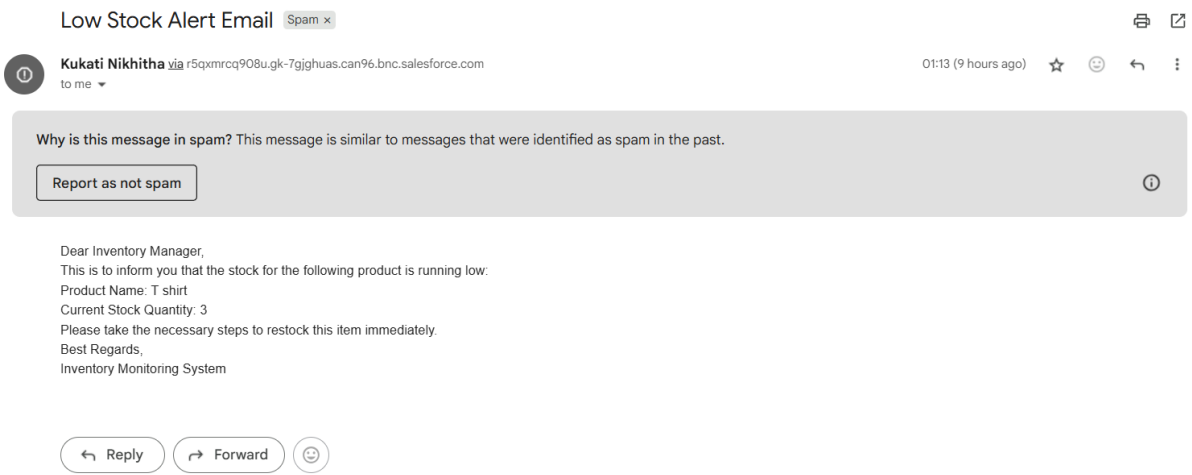 Low Stock Alert Email Spam ×
Kukati Nikhitha via r5qxmrcq908u.gk-7gjghuas.can96.bnc.salesforce.com 01:13 (9 hours ago)
to me
Why is this message in spam? This message is similar to messages that were identified as spam in the past.
Report as not spam
Dear Inventory Manager,
This is to inform you that the stock for the following product is running low:
Product Name: T shirt
Current Stock Quantity: 3
Please take the necessary steps to restock this item immediately.
Best Regards,
Inventory Monitoring System
Reply Forward